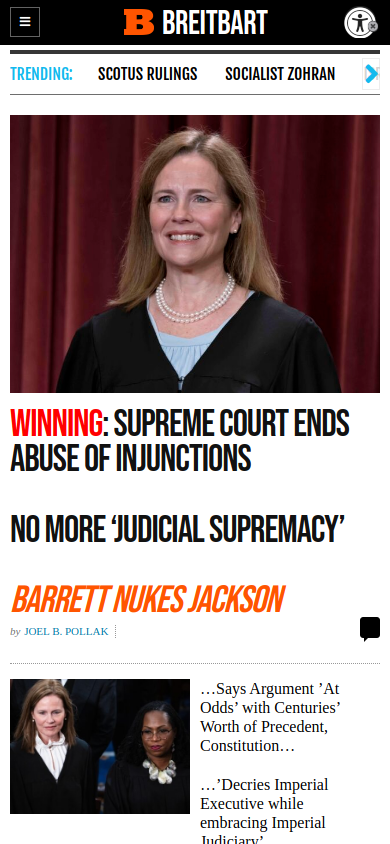 BREITBART
TRENDING:
SCOTUS RULINGS
SOCIALIST ZOHRAN
WINNING: SUPREME COURT ENDS
ABUSE OF INJUNCTIONS
NO MORE ‘JUDICIAL SUPREMACY’
BARRETT NUKES JACKSON
by JOEL B. POLLAK
…Says Argument ’At
Odds’ with Centuries’
Worth of Precedent,
Constitution…
…’Decries Imperial
Executive while
embracing Imperial
Judiciary’